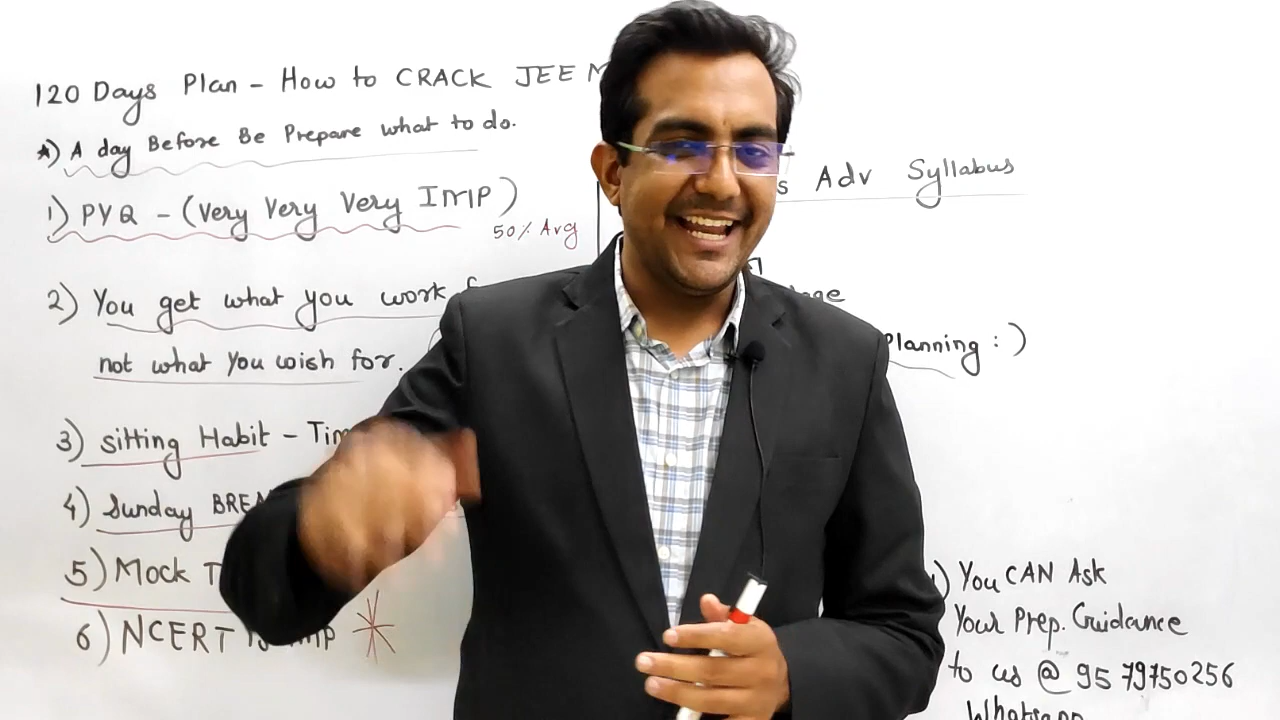 120 Days Plan - How to CRACK JEE
*) A day Before Be Prepare what to do.
1) PYQ - (Very Very Very IMP)
50% Avg
2) You get what you work
not what you wish for.
3) sitting Habit -
4) Sunday
5) Mock
6) NCERT
Adv Syllabus
Planning : )
You CAN Ask
Your Prep. Guidance
to us @ 9579750256
Whatsapp